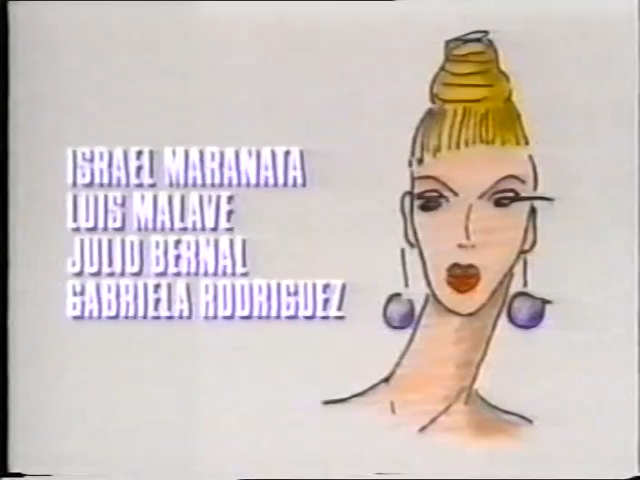 ISRAEL MARANATA
LUIS MALAVE
JULIO BERNAL
GABRIELA RODRIGUEZ